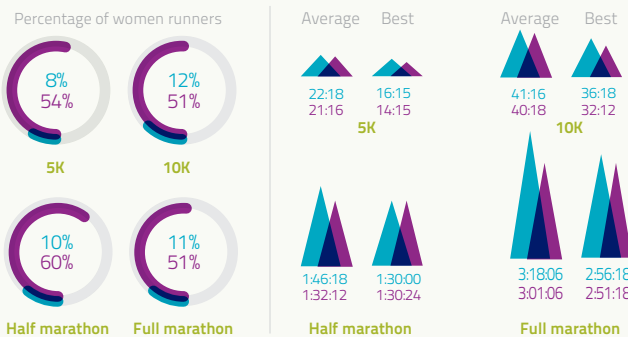 Percentage of women runners
8%
54%
5K
12%
51%
10K
10%
60%
Half marathon
11%
51%
Full marathon
Average Best
22:18 16:15
21:16 14:15
5K
Average Best
41:16 36:18
40:18 32:12
10K
1:46:18 1:30:00
1:32:12 1:30:24
Half marathon
3:18:06 2:56:18
3:01:06 2:51:18
Full marathon